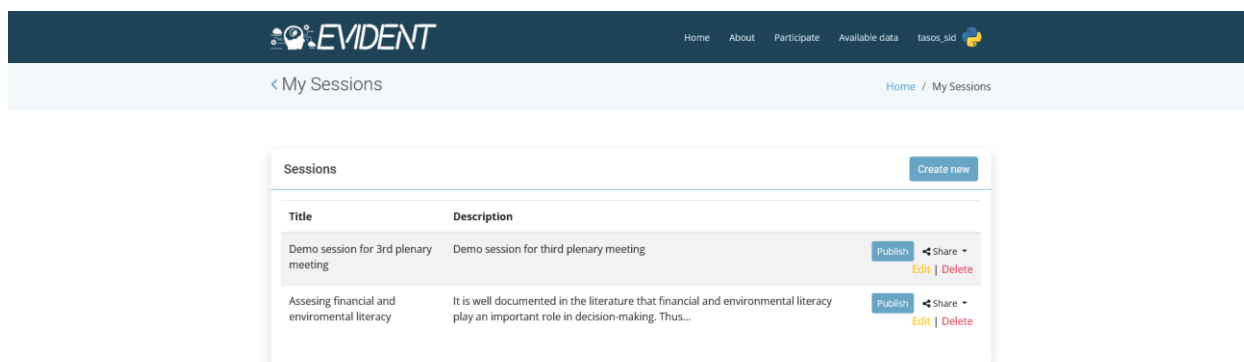 EVIDENT
Home About Participate Available data tasos_sid
< My Sessions
Home / My Sessions
Sessions
Create new
Title Description
Demo session for 3rd plenary Demo session for third plenary meeting Publish Share
meeting
Edit | Delete
Assesing financial and It is well documented in the literature that financial and environmental literacy Publish Share
enviromental literacy play an important role in decision-making. Thus...
Edit | Delete